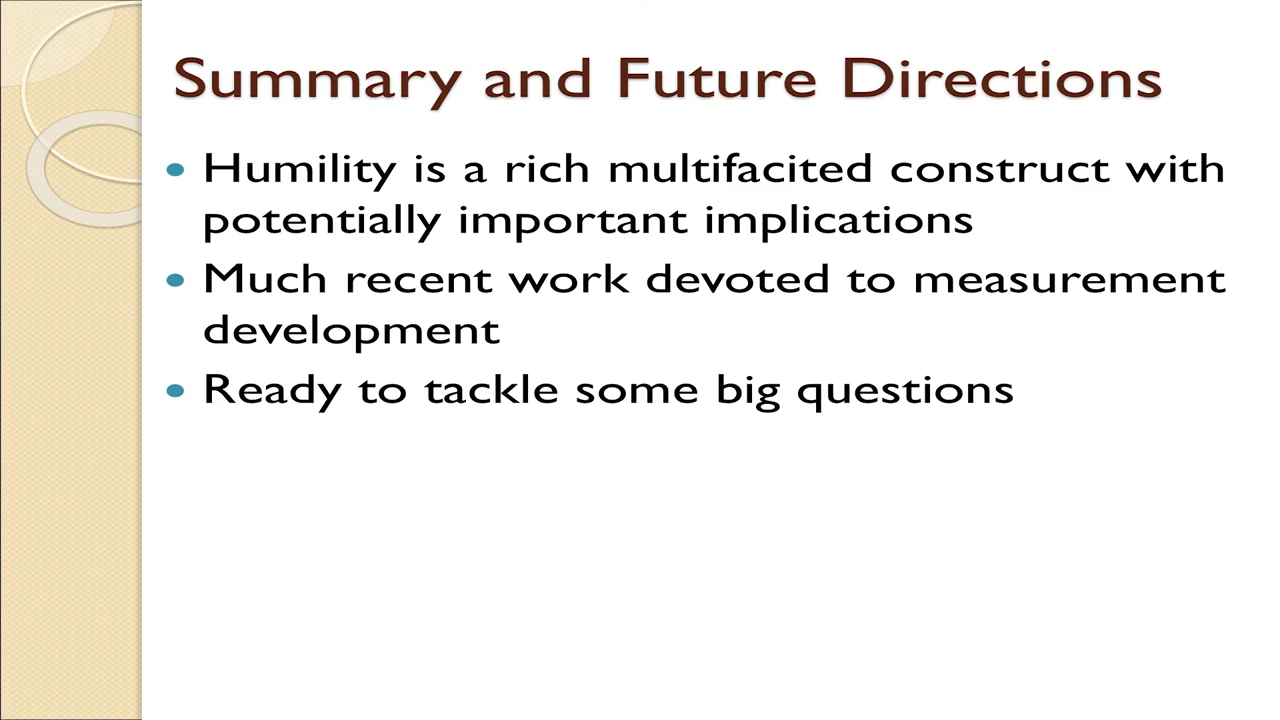 Summary and Future Directions
• Humility is a rich multifacited construct with
potentially important implications
• Much recent work devoted to measurement
development
• Ready to tackle some big questions